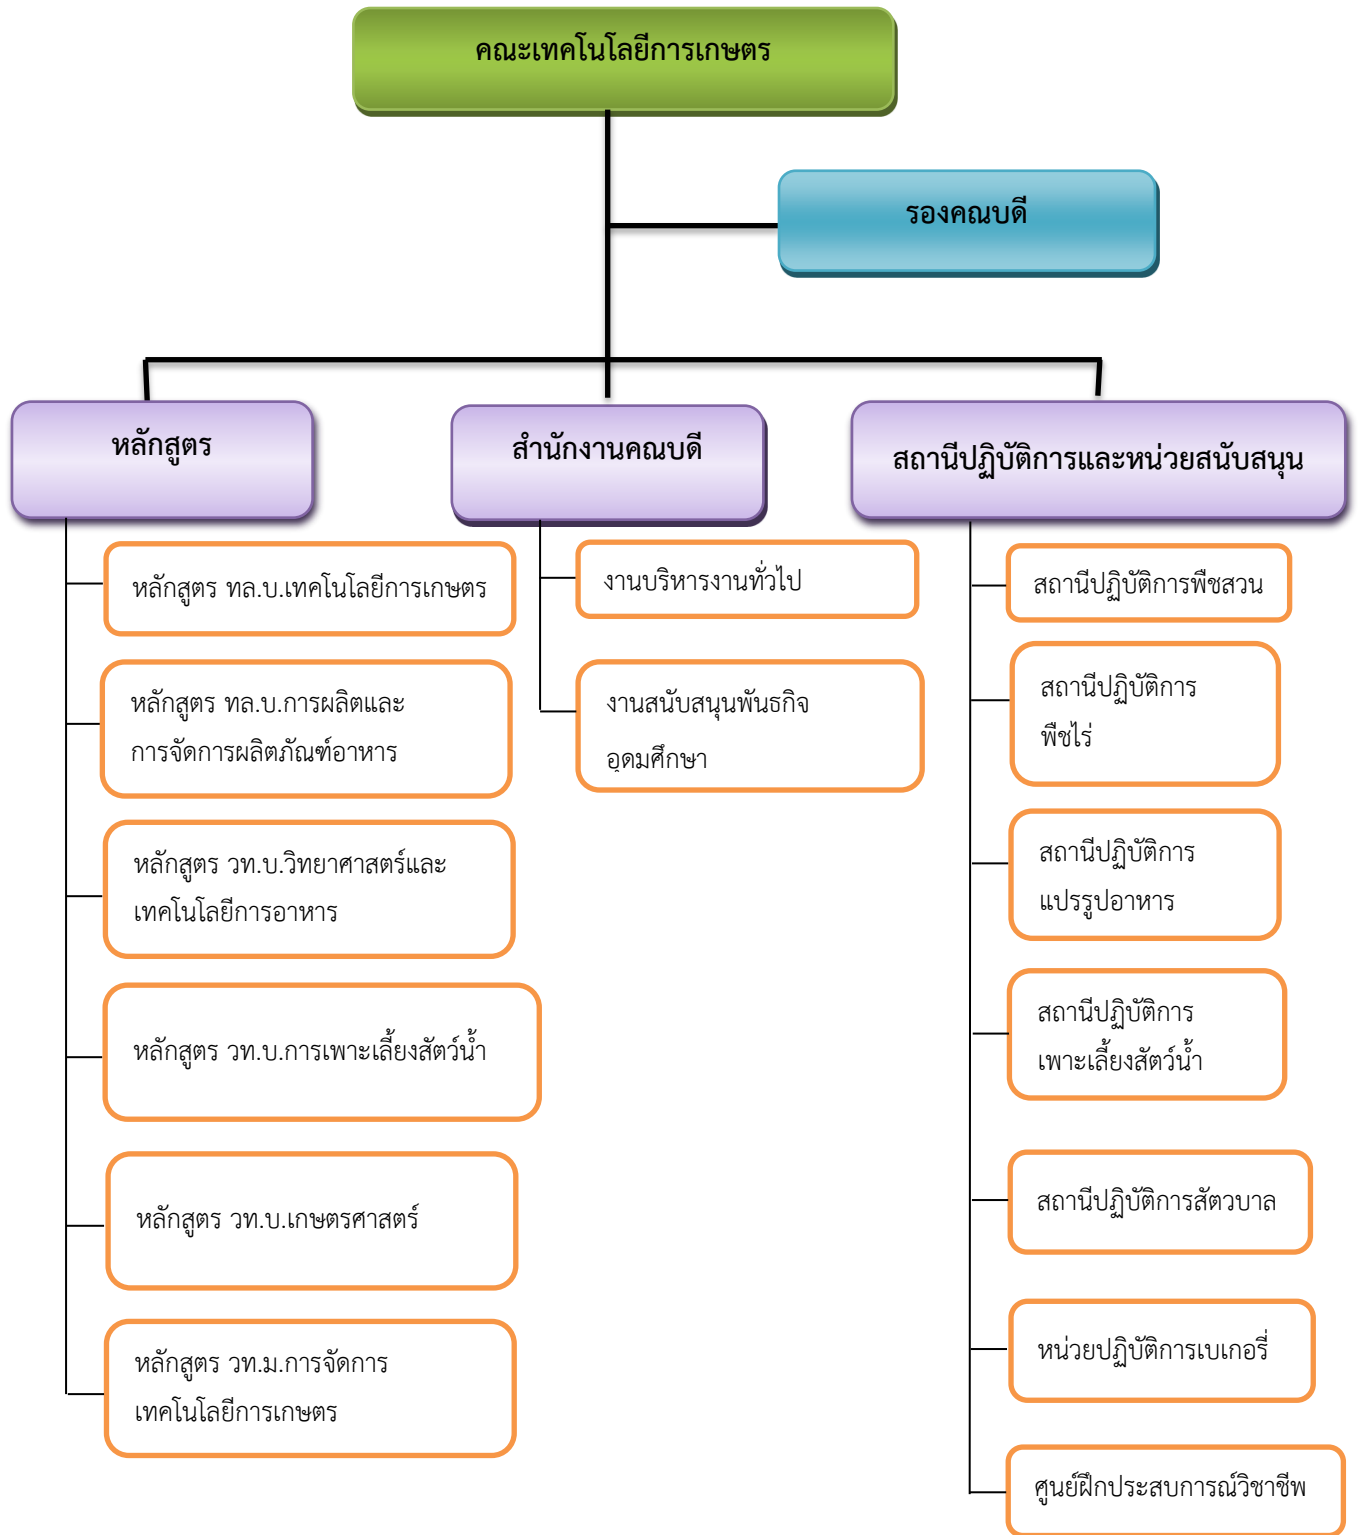 คณะเทคโนโลยีการเกษตร
รองคณบดี
หลักสูตร
สำนักงานคณบดี
สถานีปฏิบัติการและหน่วยสนับสนุน
หลักสูตร ทล.บ.เทคโนโลยีการเกษตร
หลักสูตร ทล.บ.การผลิตและ
การจัดการผลิตภัณฑ์อาหาร
หลักสูตร วท.บ.วิทยาศาสตร์และ
เทคโนโลยีการอาหาร
หลักสูตร วท.บ.การเพาะเลี้ยงสัตว์น้ำ
หลักสูตร วท.บ.เกษตรศาสตร์
หลักสูตร วท.ม.การจัดการ
เทคโนโลยีการเกษตร
งานบริหารงานทั่วไป
งานสนับสนุนพันธกิจ
อุดมศึกษา
สถานีปฏิบัติการพืชสวน
สถานีปฏิบัติการ
พืชไร่
สถานีปฏิบัติการ
แปรรูปอาหาร
สถานีปฏิบัติการ
เพาะเลี้ยงสัตว์น้ำ
สถานีปฏิบัติการสัตวบาล
หน่วยปฏิบัติการเบเกอรี่
ศูนย์ฝึกประสบการณ์วิชาชีพ